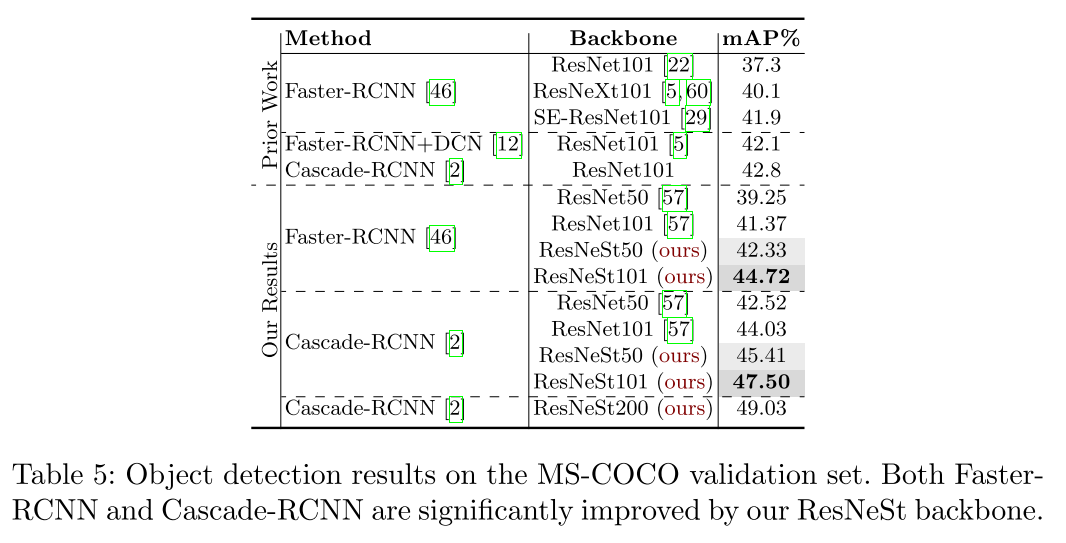 Method Backbone mAP%
Prior Work
ResNet101 [22] 37.3
Faster-RCNN [46] ResNeXt101 [5,60] 40.1
SE-ResNet101 [29] 41.9
Faster-RCNN+DCN [12] ResNet101 [5] 42.1
Cascade-RCNN [2] ResNet101 42.8
Our Results
ResNet50 [57] 39.25
ResNet101 [57] 41.37
Faster-RCNN [46]
ResNeSt50 (ours) 42.33
ResNeSt101 (ours) 44.72
ResNet50 [57] 42.52
ResNet101 [57] 44.03
Cascade-RCNN [2]
ResNeSt50 (ours) 45.41
ResNeSt101 (ours) 47.50
Cascade-RCNN [2] ResNeSt200 (ours) 49.03
Table 5: Object detection results on the MS-COCO validation set. Both Faster-
RCNN and Cascade-RCNN are significantly improved by our ResNeSt backbone.